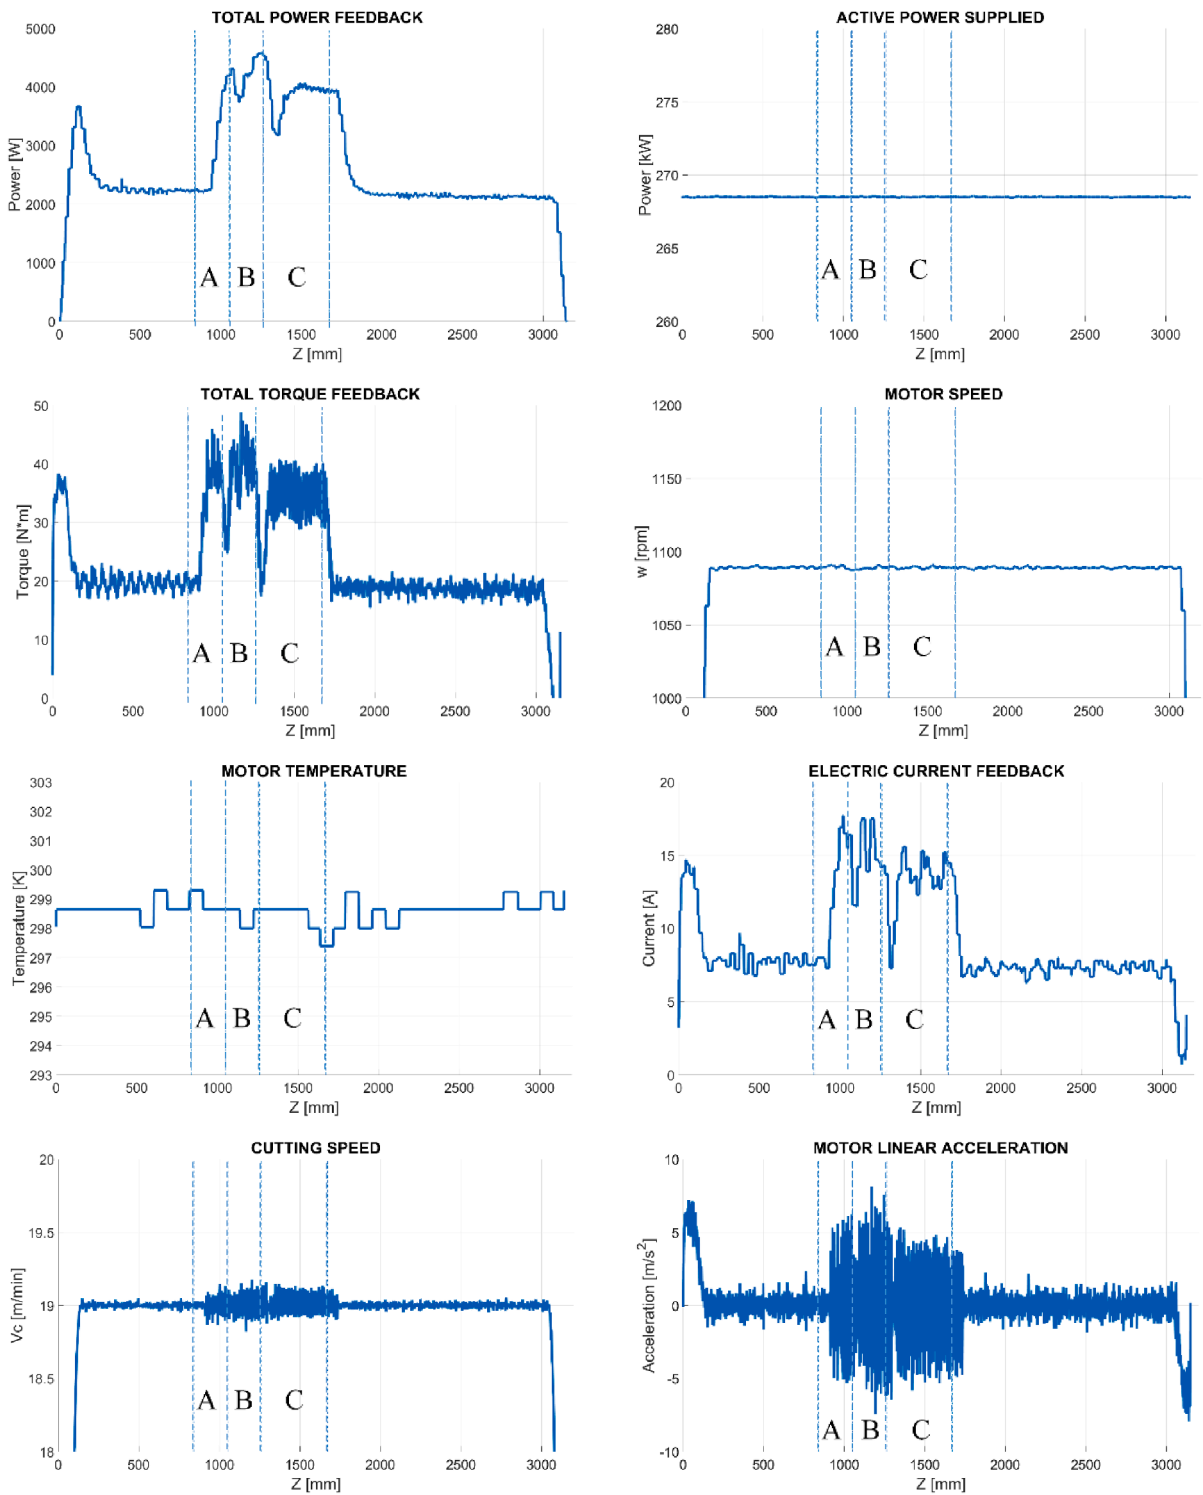 TOTAL POWER FEEDBACK
5000
4000
3000
2000
1000
0
Power [W]
A B C
0 500 1000 1500 2000 2500 3000
Z [mm]
ACTIVE POWER SUPPLIED
280
275
270
265
260
Power [kW]
A B C
0 500 1000 1500 2000 2500 3000
Z [mm]
TOTAL TORQUE FEEDBACK
50
40
30
20
10
0
Torque [N*m]
A B C
0 500 1000 1500 2000 2500 3000
Z [mm]
MOTOR SPEED
1200
1150
1100
1050
1000
w [rpm]
A B C
0 500 1000 1500 2000 2500 3000
Z [mm]
MOTOR TEMPERATURE
303
302
301
300
299
298
297
296
295
294
293
Temperature [K]
A B C
0 500 1000 1500 2000 2500 3000
Z [mm]
ELECTRIC CURRENT FEEDBACK
20
15
10
5
0
Current [A]
A B C
0 500 1000 1500 2000 2500 3000
Z [mm]
CUTTING SPEED
20
19.5
19
18.5
18
Vc [m/min]
A B C
0 500 1000 1500 2000 2500 3000
Z [mm]
MOTOR LINEAR ACCELERATION
10
5
0
-5
-10
Acceleration [m/s²]
A B C
0 500 1000 1500 2000 2500 3000
Z [mm]